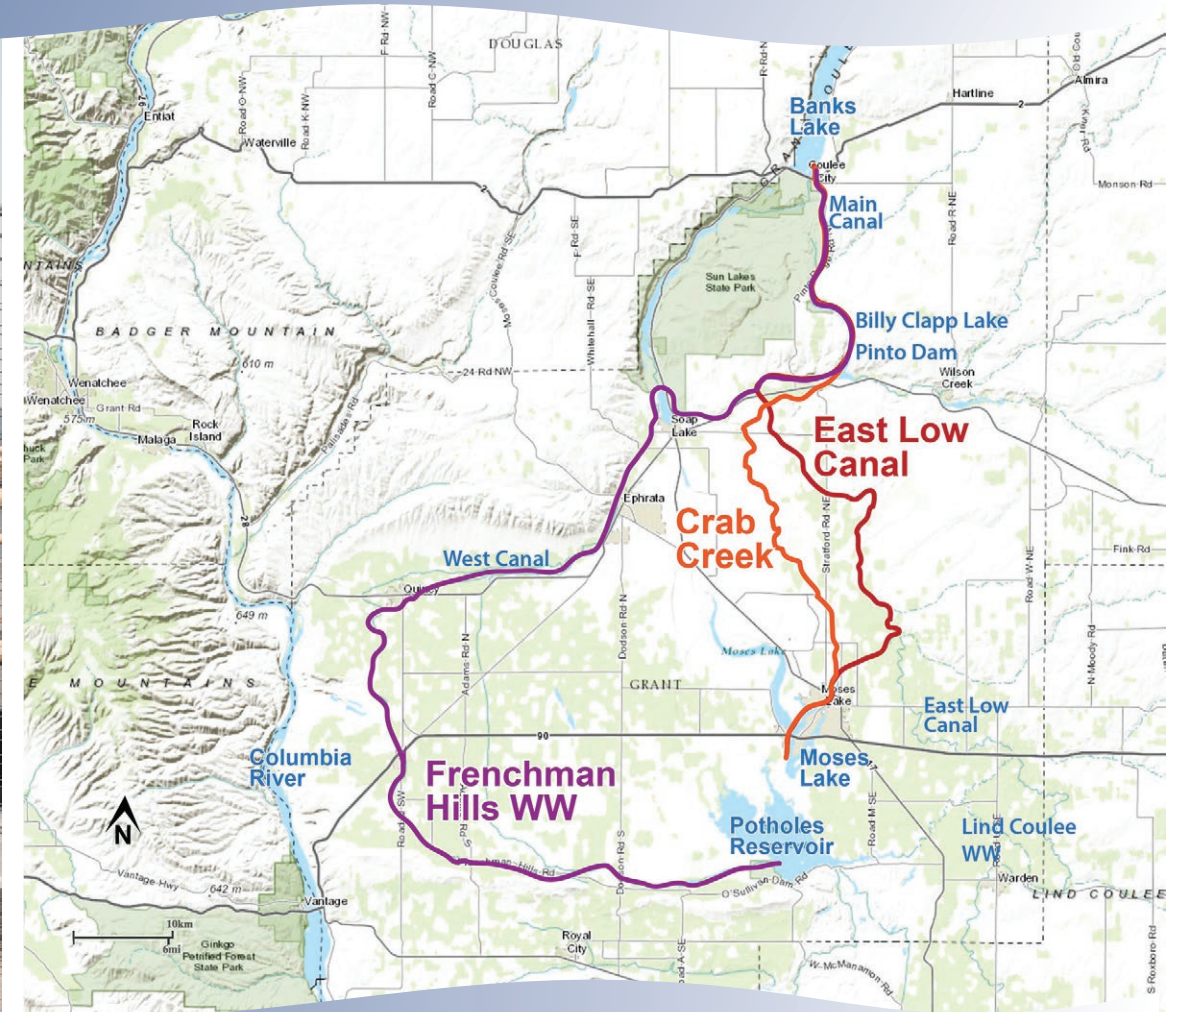 DOUGLAS
F-Rd-NW
Road-C-NW
Road-O-NW
Road-K-NW
R-Rd-N
97
Entiat
Waterville
2
Banks
Lake
Hartline
2
Almira
Coulee
City
Monson-Rd
Main
Canal
Road-R-NE
F-Rd-SE
Moses-Coulee-Rd-SE
Whitehall-Rd-SE
Sun Lakes
State Park
BADGER MOUNTAIN
610 m
Billy Clapp Lake
Pinto Dam
24 Rd NW
Wilson
Creek
Wenatchee
Wenatchee
Grant Rd
575m
Malaga
Rock
Island
Palisades-Rd
Soap
Lake
East Low
Canal
28
Ephrata
Crab
Creek
Stratford-Rd-NE
West Canal
Quincy
Fink-Rd
Road-W-NE
649 m
Dodson-Rd-N
Adams-Rd-N
Moses Lake
N-Moody-Rd
E MOUNTAINS
GRANT
Moses
Lake
East Low
Canal
90
Columbia
River
Frenchman
Hills WW
Moses
Lake
17
N
Potholes
Reservoir
Road-M-SE
Lind Coulee
WW
O'Sullivan-Dam-Rd
Warden
LIND COULEE
Vantage-Hwy
642 m
Vantage
10km
6mi
Ginkgo
Petrified Forest
State Park
Royal
City
W-McManamon-Rd
S-Roxboro-Rd